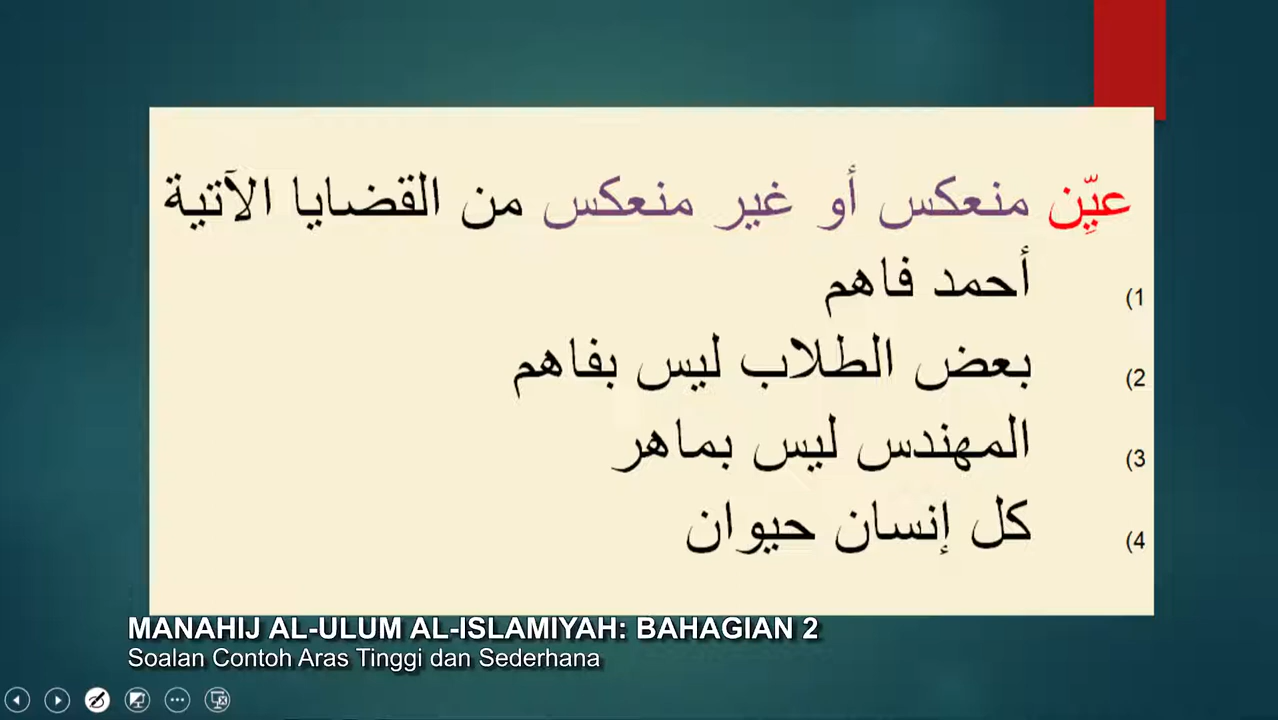 عيِّن منعكس أو غير منعكس من القضايا الآتية
1) أحمد فاهم
2) بعض الطلاب ليس بفاهم
3) المهندس ليس بماهر
4) كل إنسان حيوان
MANAHIJ AL-ULUM AL-ISLAMIYAH: BAHAGIAN 2
Soalan Contoh Aras Tinggi dan Sederhana